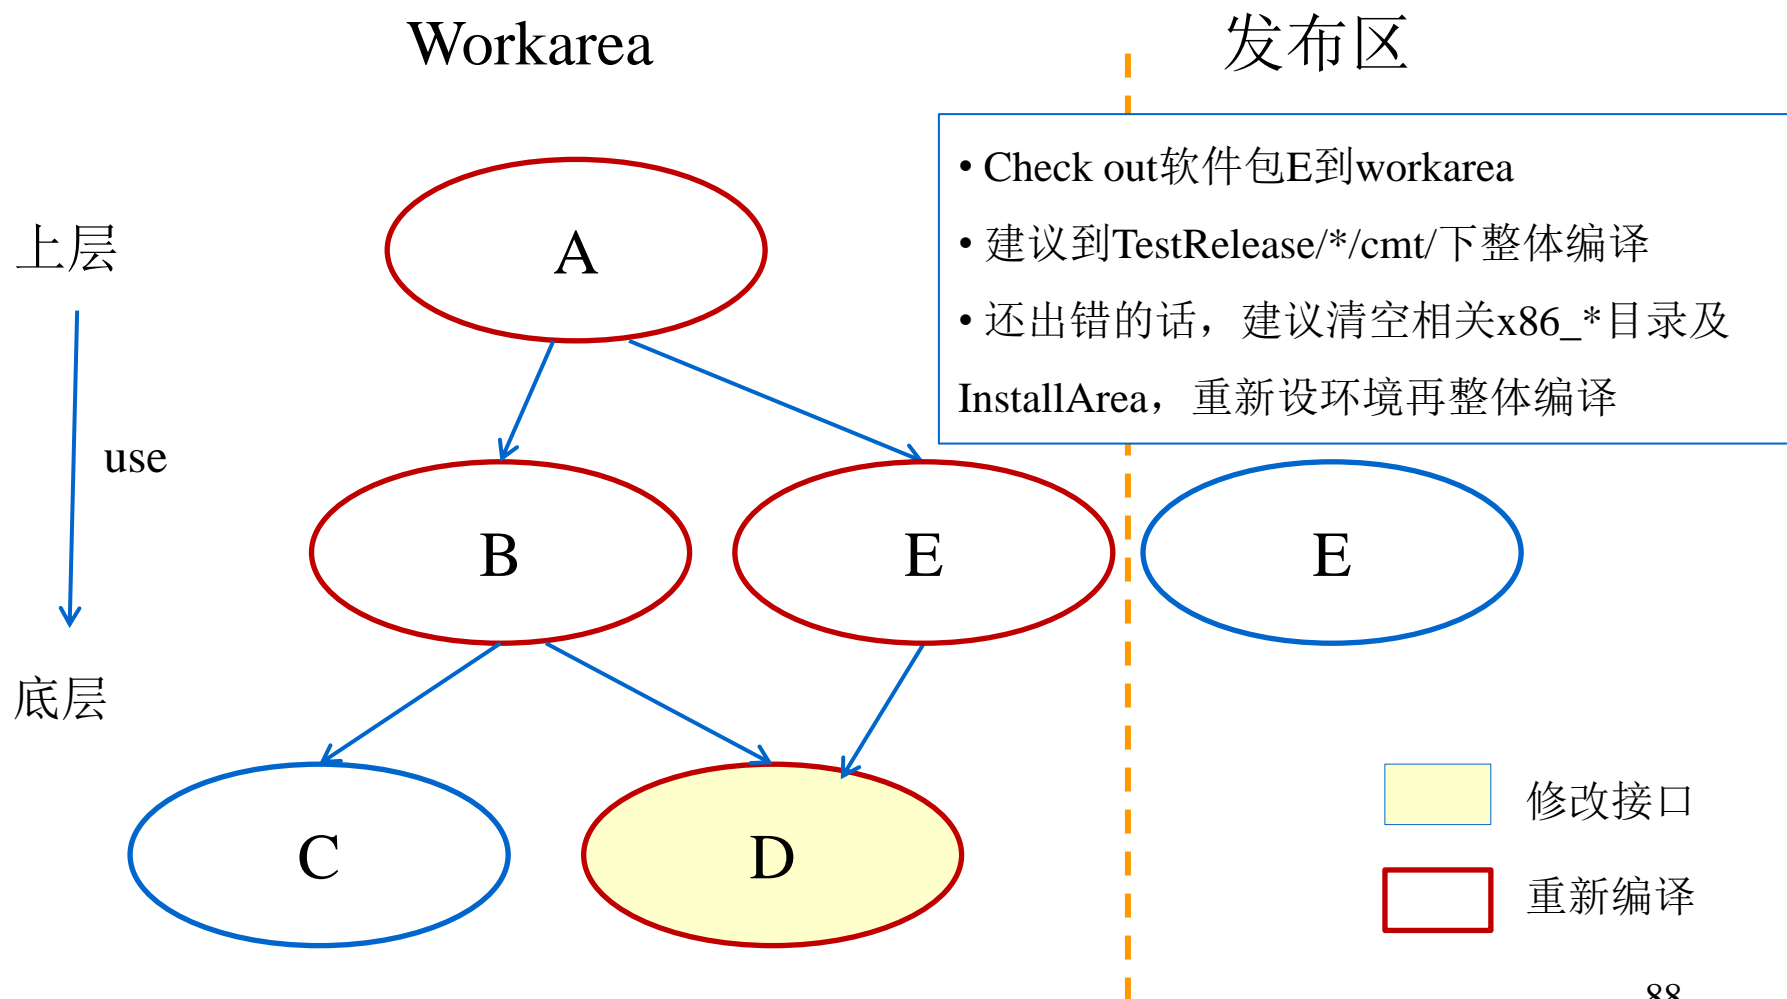 Workarea
发布区
• Check out软件包E到workarea
• 建议到TestRelease/*/cmt/下整体编译
• 还出错的话，建议清空相关x86_*目录及
InstallArea，重新设环境再整体编译
上层
A
use
B
E
E
底层
C
D
修改接口
重新编译
88